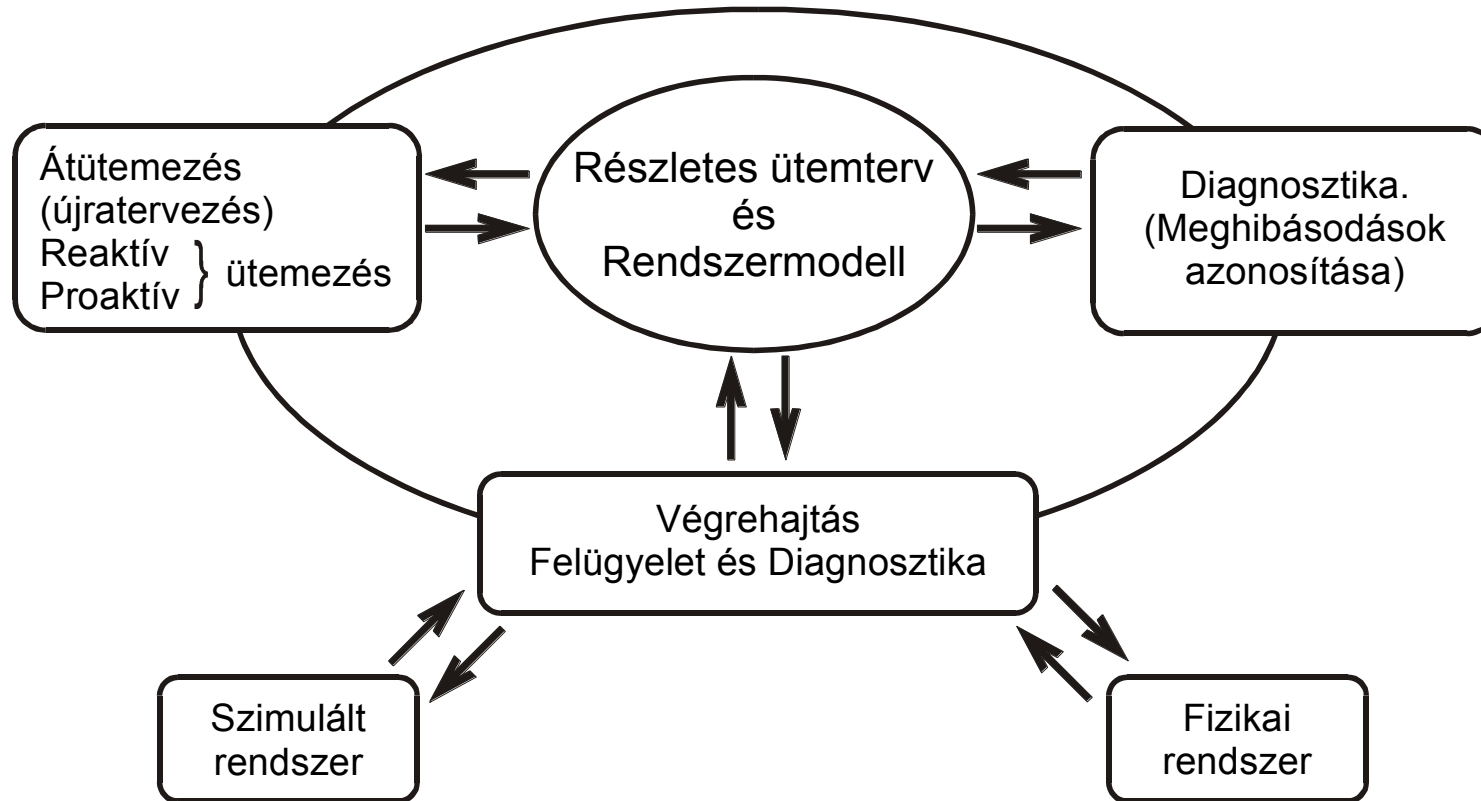 Átütemezés
(újratervezés)
Reaktív
Proaktív } ütemezés
Részletes ütemterv
és
Rendszermodell
Diagnosztika.
(Meghibásodások
azonosítása)
Végrehajtás
Felügyelet és Diagnosztika
Szimulált
rendszer
Fizikai
rendszer